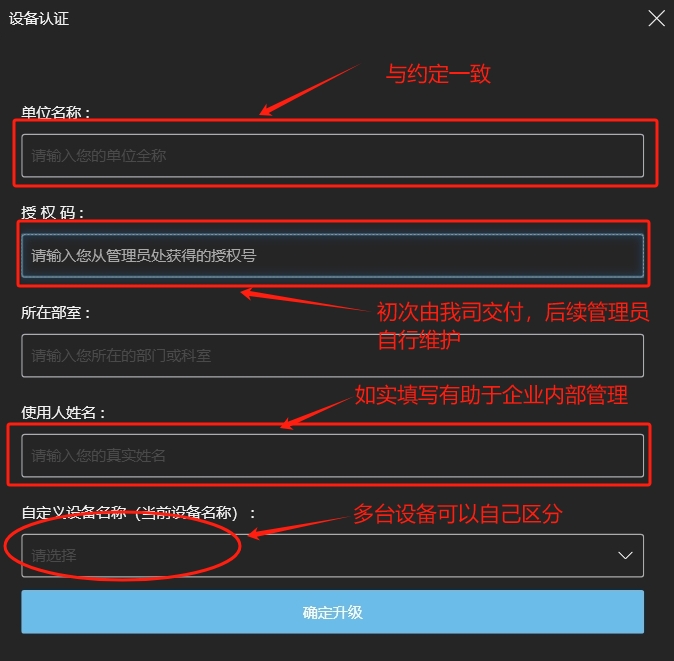 设备认证
与约定一致
单位名称：
请输入您的单位全称
授 权 码：
请输入您从管理员处获得的授权号
所在部室：
初次由我司交付，后续管理员
自行维护
请输入您所在的部门或科室
如实填写有助于企业内部管理
使用人姓名：
请输入您的真实姓名
自定义设备名称（当前设备名称）：
多台设备可以自己区分
请选择
确定升级